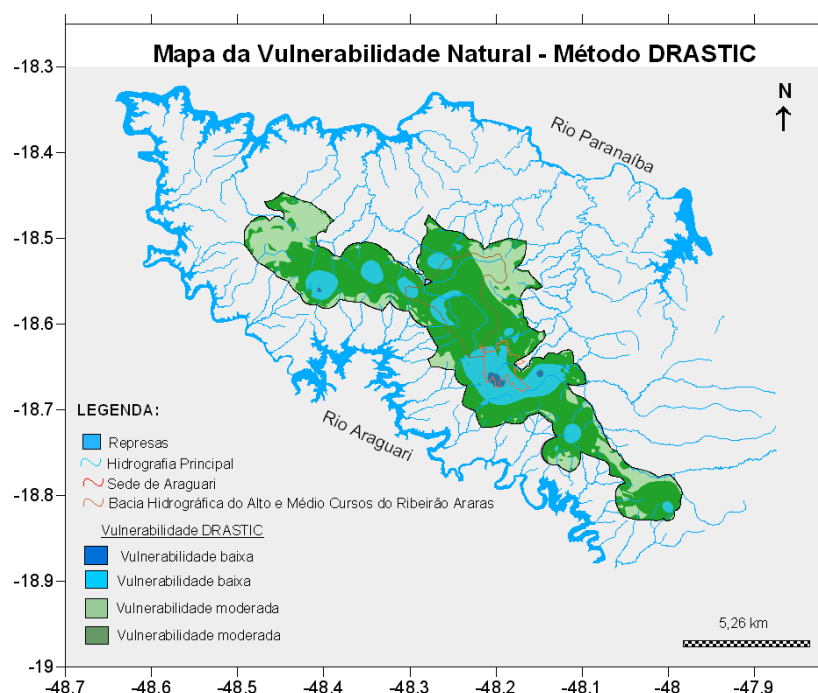 Mapa da Vulnerabilidade Natural - Método DRASTIC
-18.3
N
Rio Paranaíba
-18.4
-18.5
-18.6
-18.7
LEGENDA:
Rio Araguari
Represas
Hidrografia Principal
Sede de Araguari
-18.8
Bacia Hidrográfica do Alto e Médio Cursos do Ribeirão Araras
Vulnerabilidade DRASTIC
Vulnerabilidade baixa
-18.9
Vulnerabilidade baixa
Vulnerabilidade moderada
5,26 km
Vulnerabilidade moderada
-19
-48.7 -48.6 -48.5 -48.4 -48.3 -48.2 -48.1 -48 -47.9